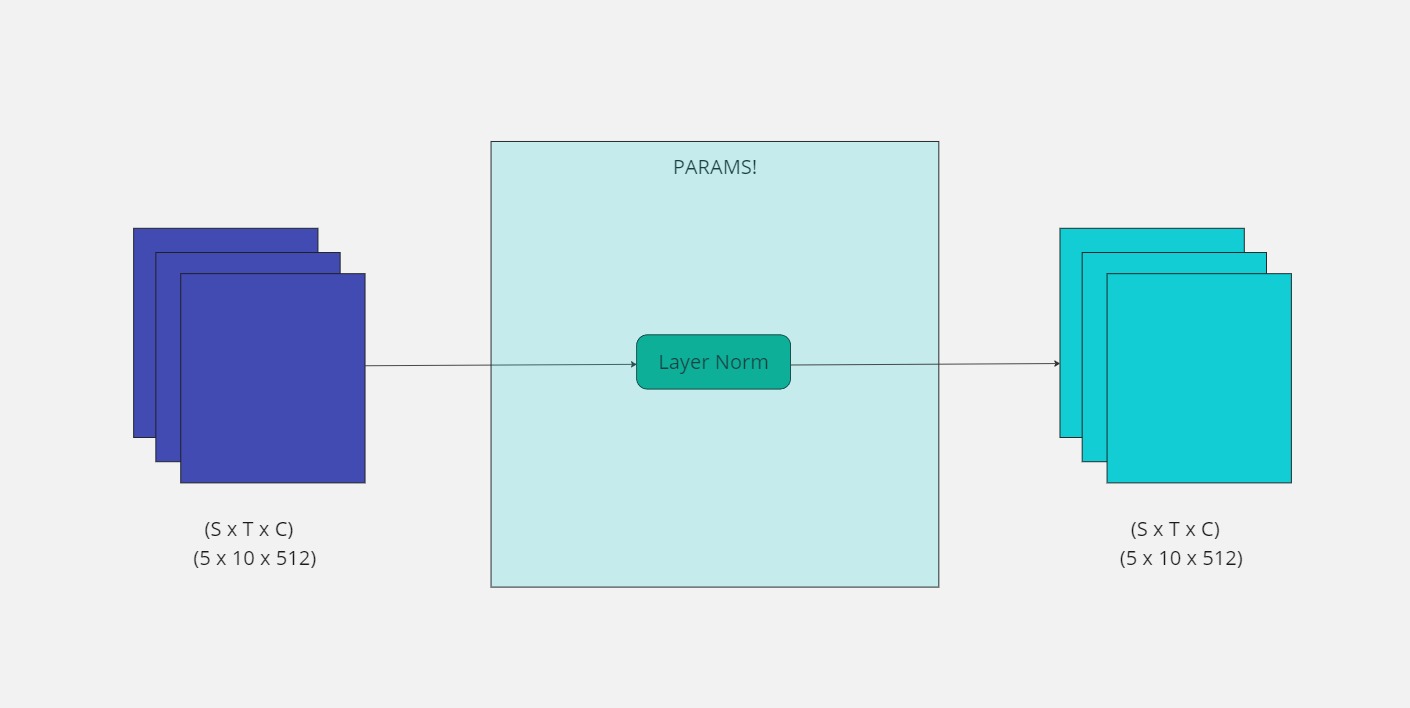 PARAMS!
Layer Norm
(S x T x C)
(5 x 10 x 512)
(S x T x C)
(5 x 10 x 512)